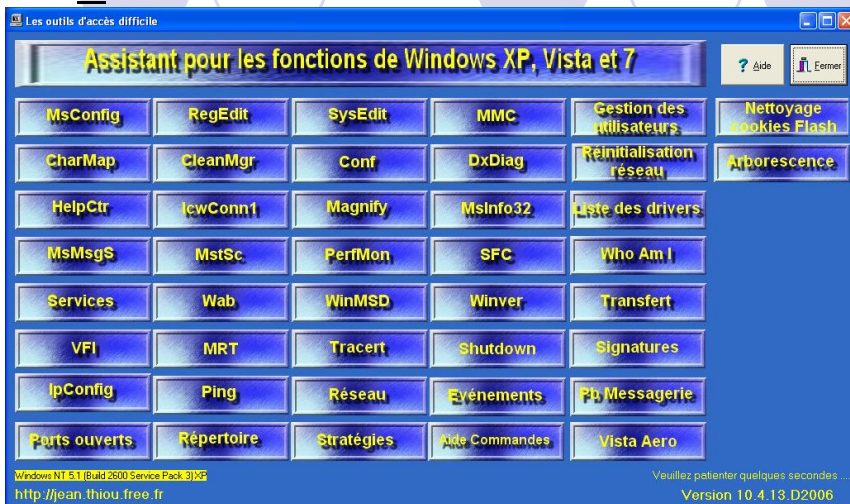 Les outils d'accès difficile
Assistant pour les fonctions de Windows XP, Vista et 7
Aide
Fermer
MsConfig
RegEdit
SysEdit
MMC
Gestion des
utilisateurs
Nettoyage
cookies Flash
CharMap
CleanMgr
Conf
DxDiag
Réinitialisation
réseau
Arborescence
HelpCtr
IcwConn1
Magnify
MsInfo32
Liste des drivers
MsMsgS
MstSc
PerfMon
SFC
Who Am I
Services
Wab
WinMSD
Winver
Transfert
VFI
MRT
Tracert
Shutdown
Signatures
IpConfig
Ping
Réseau
Evénements
Pb Messagerie
Ports ouverts
Répertoire
Stratégies
Aide Commandes
Vista Aero
Windows NT 5.1 (Build 2600 Service Pack 3) XP
Veuillez patienter quelques secondes ...
http://jean.thiou.free.fr
Version 10.4.13.D2006